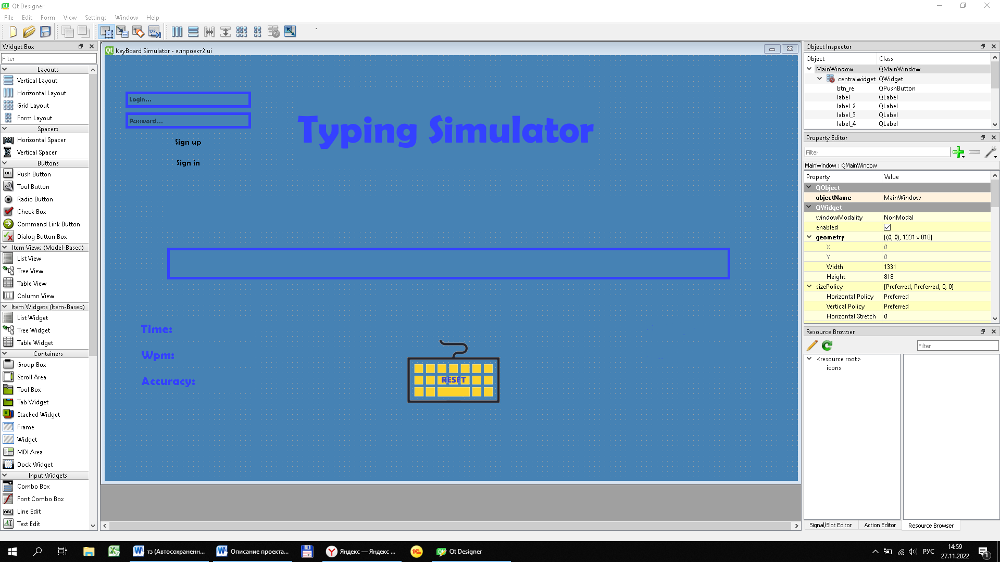 Qt Designer
File Edit Form View Settings Window Help
Widget Box
Filter
Layouts
Vertical Layout
Horizontal Layout
Grid Layout
Form Layout
Spacers
Horizontal Spacer
Vertical Spacer
Buttons
Push Button
Tool Button
Radio Button
Check Box
Command Link Button
Dialog Button Box
Item Views (Model-Based)
List View
Tree View
Table View
Column View
Item Widgets (Item-Based)
List Widget
Tree Widget
Table Widget
Containers
Group Box
Scroll Area
Tool Box
Tab Widget
Stacked Widget
Frame
Widget
MDI Area
Dock Widget
Input Widgets
Combo Box
Font Combo Box
Line Edit
Text Edit
KeyBoard Simulator - ялпроект2.ui
Login...
Password...
Sign up
Sign in
Typing Simulator
Time:
Wpm:
Accuracy:
RESET
Object Inspector
Object Class
MainWindow QMainWindow
centralwidget QWidget
btn_re QPushButton
label QLabel
label_2 QLabel
label_3 QLabel
label_4 QLabel
Property Editor
Filter
MainWindow : QMainWindow
Property Value
QObject
objectName MainWindow
QWidget
windowModality NonModal
enabled
geometry [(0, 0), 1331 x 818]
X 0
Y 0
Width 1331
Height 818
sizePolicy [Preferred, Preferred, 0, 0]
Horizontal Policy Preferred
Vertical Policy Preferred
Horizontal Stretch 0
Resource Browser
Filter
<resource root>
icons
Signal/Slot Editor Action Editor Resource Browser
тз (Автосохраненн... Описание проекта... Яндекс — Яндекс ... Qt Designer
РУС
14:59
27.11.2022
1